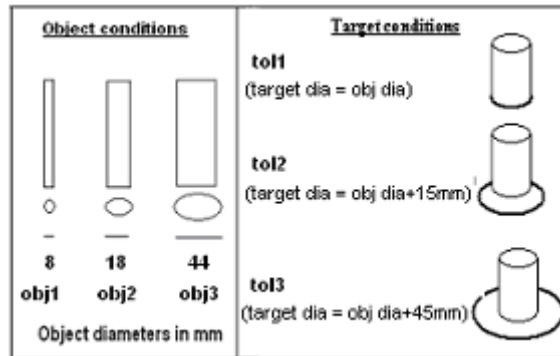 Object conditions
8 18 44
obj1 obj2 obj3
Object diameters in mm
Target conditions
tol1
(target dia = obj dia)
tol2
(target dia = obj dia+15mm)
tol3
(target dia = obj dia+45mm)